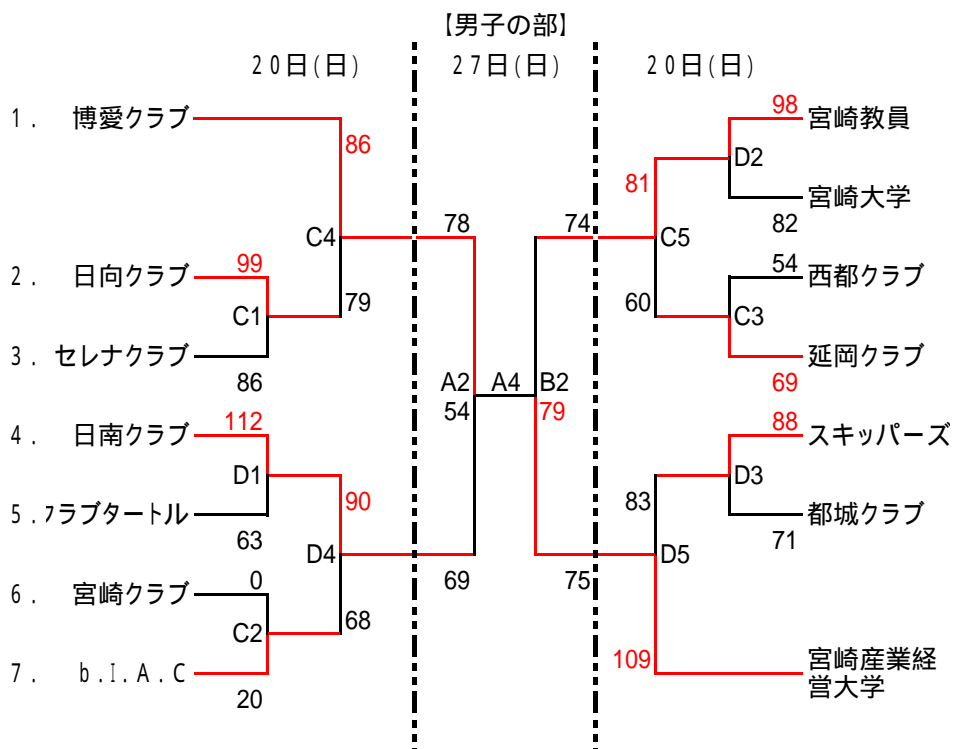 【男子の部】
20日(日)
27日(日)
20日(日)
1. 博愛クラブ
86
98
宮崎教員
D2
81
宮崎大学
82
C4
78
74
C5
2. 日向クラブ
99
C1
79
54
西都クラブ
60
C3
3. セレナクラブ
86
延岡クラブ
69
A2
A4
B2
54
79
4. 日南クラブ
112
88
スキッパーズ
D1
90
83
D3
5. クラブタートル
63
都城クラブ
71
D4
69
75
D5
6. 宮崎クラブ
0
C2
68
7. b.I.A.C
20
109
宮崎産業経
営大学